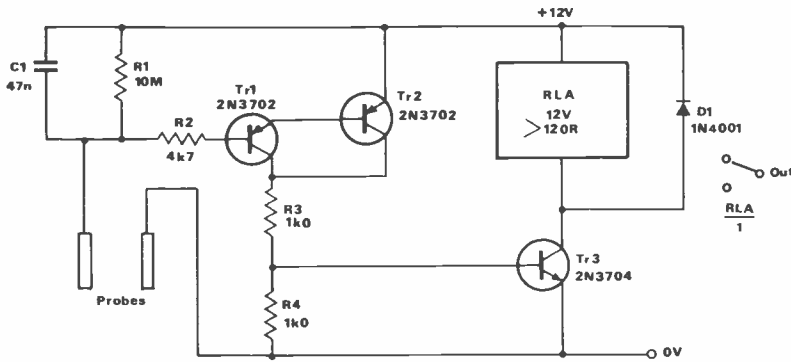 +12V
C1
47n
R1
10M
Tr1
2N3702
R2
4k7
Tr2
2N3702
RLA
12V
>120R
D1
1N4001
Out
RLA
1
R3
1k0
Tr3
2N3704
Probes
R4
1k0
0V